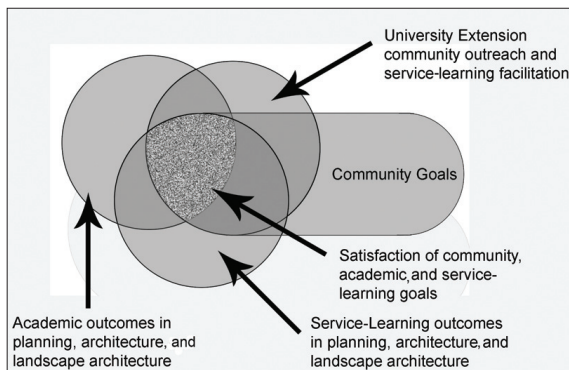 University Extension
community outreach and
service-learning facilitation
Community Goals
Satisfaction of community,
academic, and service-
learning goals
Academic outcomes in
planning, architecture, and
landscape architecture
Service-Learning outcomes
in planning, architecture, and
landscape architecture